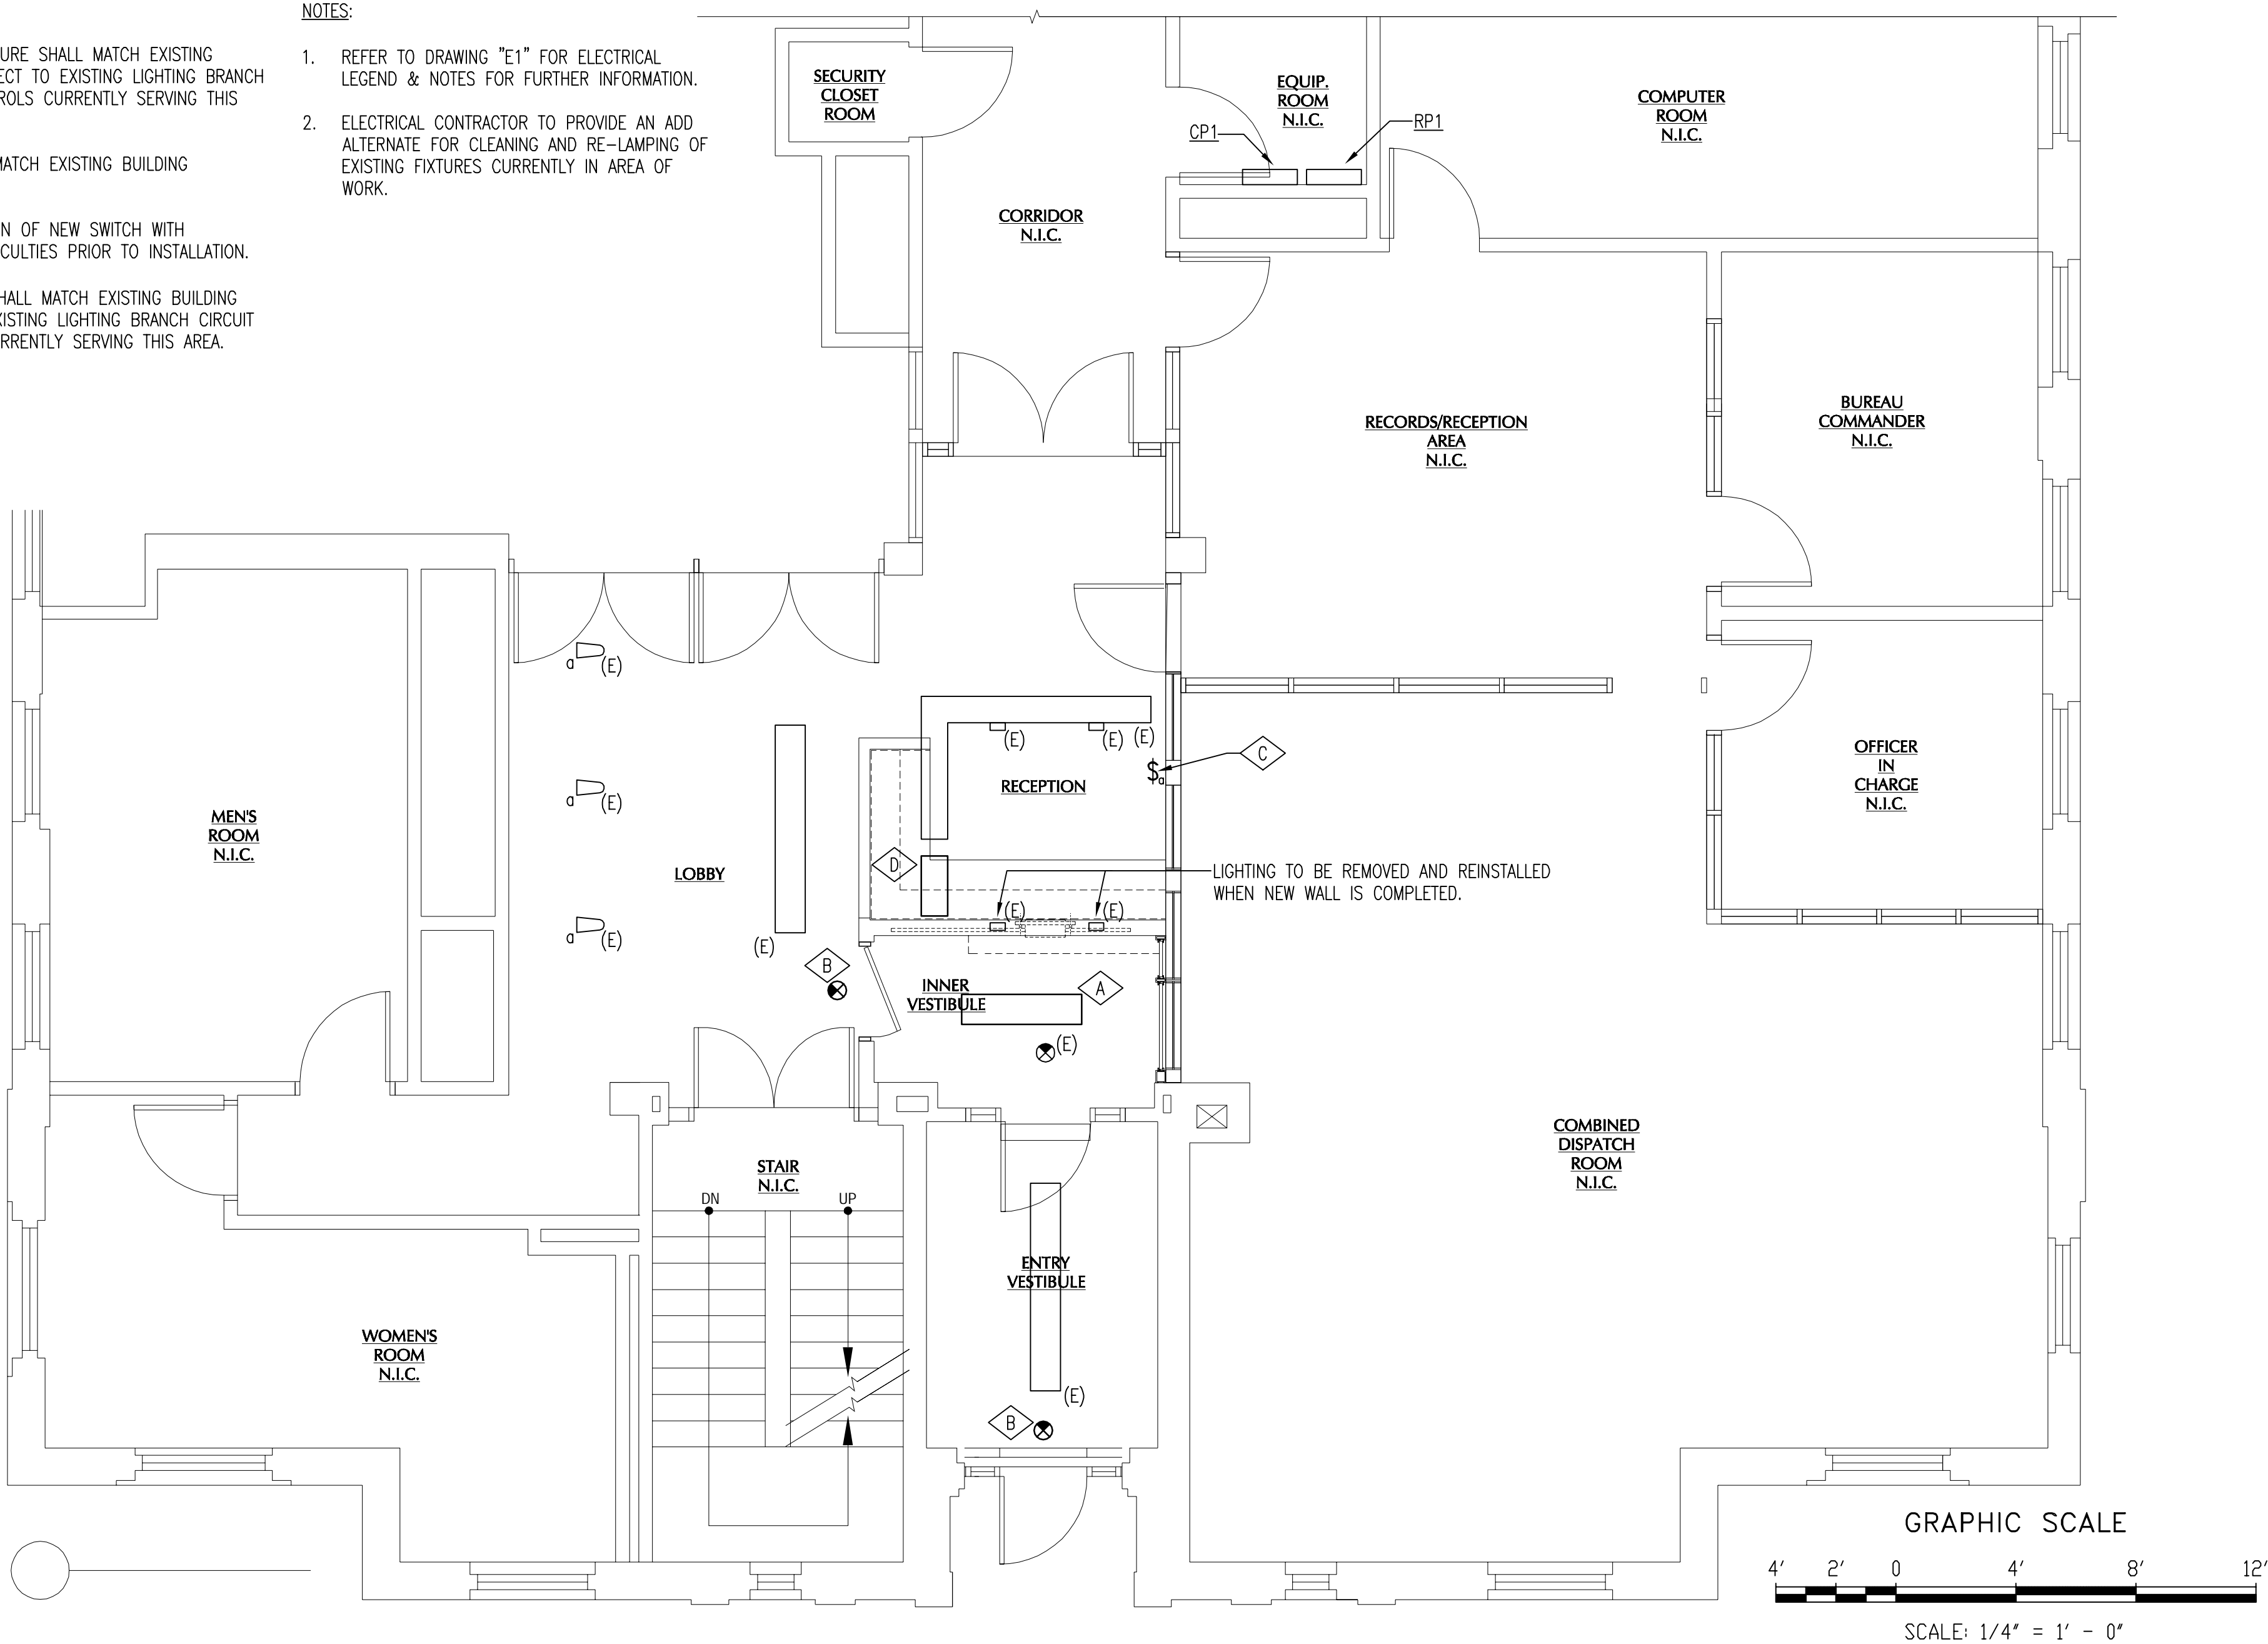 URE SHALL MATCH EXISTING
ECT TO EXISTING LIGHTING BRANCH
ROLS CURRENTLY SERVING THIS
MATCH EXISTING BUILDING
N OF NEW SWITCH WITH
CULTIES PRIOR TO INSTALLATION.
HALL MATCH EXISTING BUILDING
XISTING LIGHTING BRANCH CIRCUIT
RRENTLY SERVING THIS AREA.
NOTES:
1. REFER TO DRAWING "E1" FOR ELECTRICAL
LEGEND & NOTES FOR FURTHER INFORMATION.
2. ELECTRICAL CONTRACTOR TO PROVIDE AN ADD
ALTERNATE FOR CLEANING AND RE-LAMPING OF
EXISTING FIXTURES CURRENTLY IN AREA OF
WORK.
SECURITY
CLOSET
ROOM
EQUIP.
ROOM
N.I.C.
CP1
RP1
COMPUTER
ROOM
N.I.C.
CORRIDOR
N.I.C.
RECORDS/RECEPTION
AREA
N.I.C.
BUREAU
COMMANDER
N.I.C.
a (E)
a (E)
a (E)
(E)
(E)
(E)
RECEPTION
$a
C
OFFICER
IN
CHARGE
N.I.C.
MEN'S
ROOM
N.I.C.
LOBBY
D
LIGHTING TO BE REMOVED AND REINSTALLED
WHEN NEW WALL IS COMPLETED.
(E)
(E)
(E)
B
INNER
VESTIBULE
A
(E)
COMBINED
DISPATCH
ROOM
N.I.C.
STAIR
N.I.C.
DN
UP
ENTRY
VESTIBULE
(E)
B
WOMEN'S
ROOM
N.I.C.
GRAPHIC SCALE
4' 2' 0 4' 8' 12'
SCALE: 1/4" = 1' - 0"